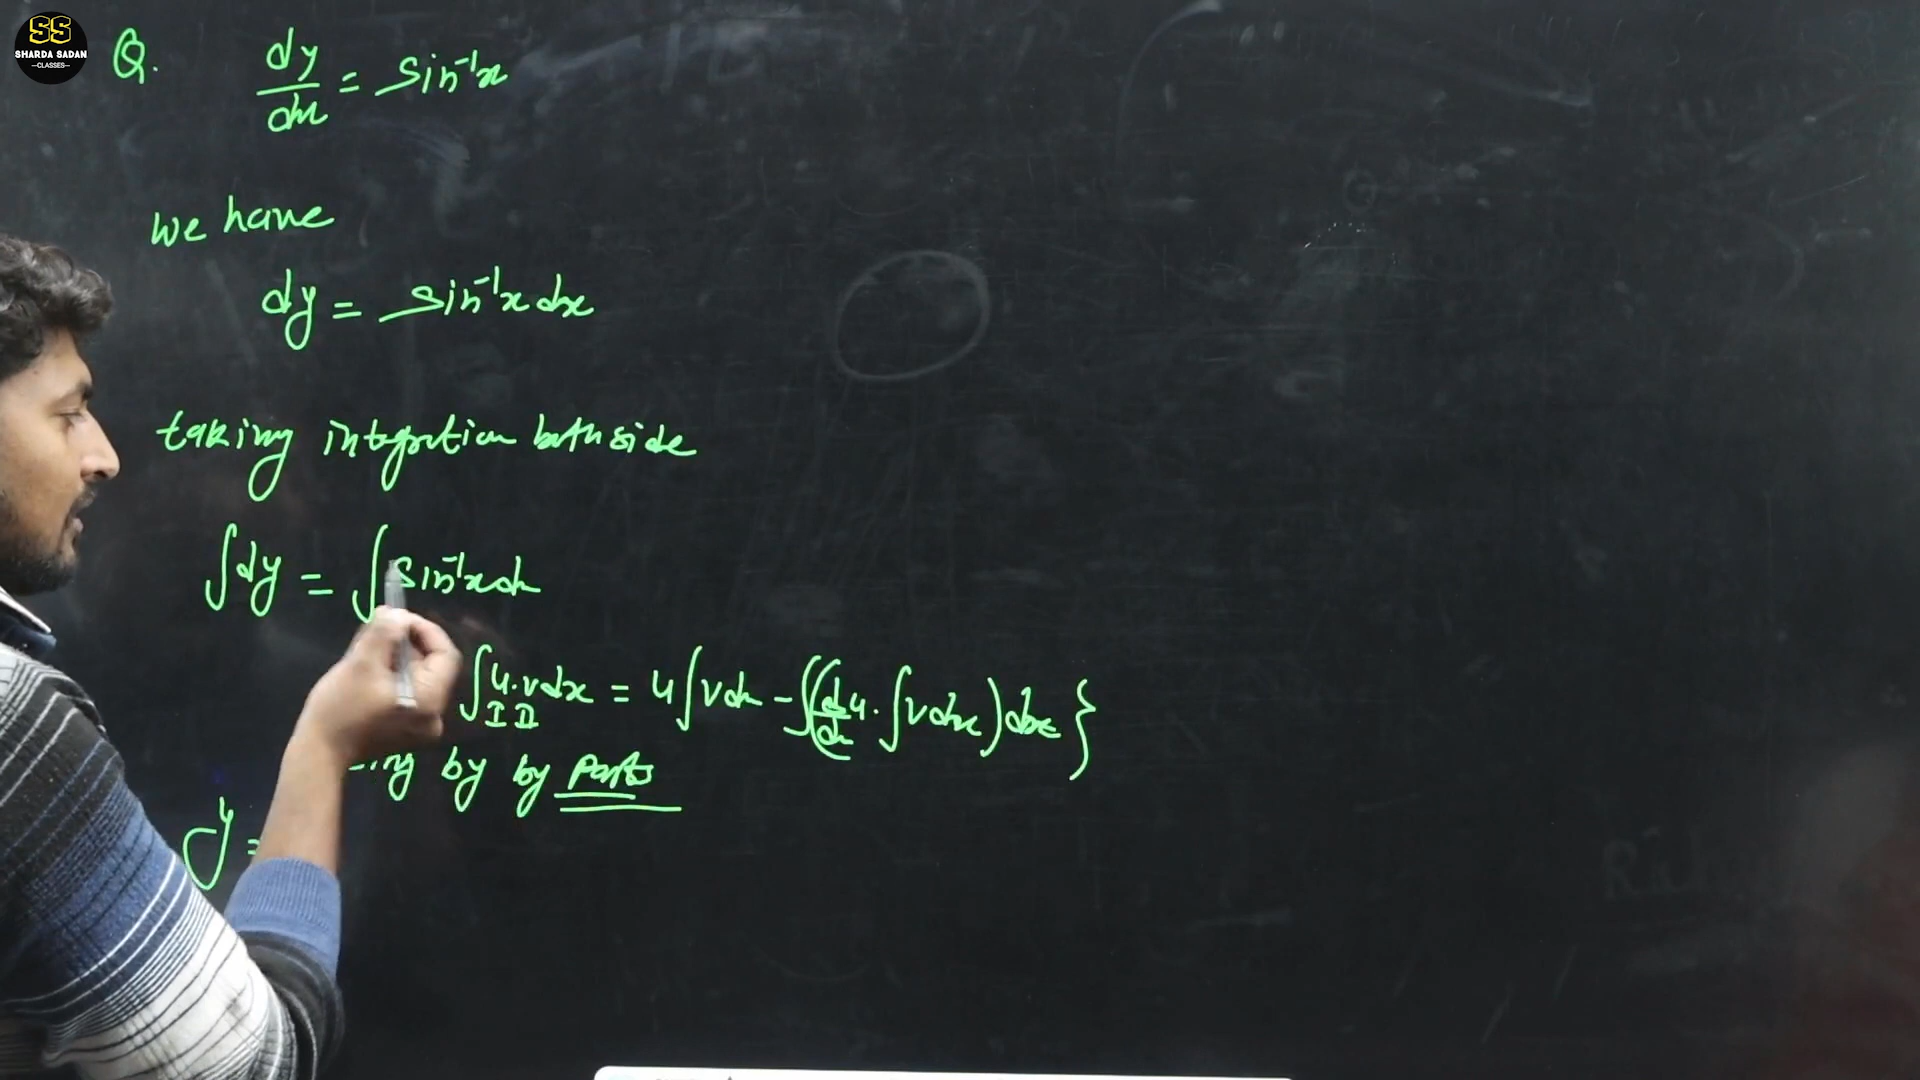 SS
SHARDA SADAN
CLASSES
Q. dy/dx = sin⁻¹x
we have
dy = sin⁻¹x dx
taking integration both side
∫dy = ∫sin⁻¹x dx
∫u.v dx = u∫v dx - ∫(du/dx . ∫v dx) dx }
I II
by by Parts
y =